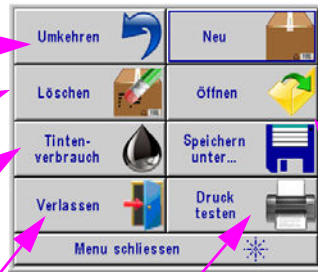 Umkehren
Neu
Löschen
Öffnen
Tinten-
verbrauch
Speichern
unter...
Verlassen
Druck
testen
Menu schliessen